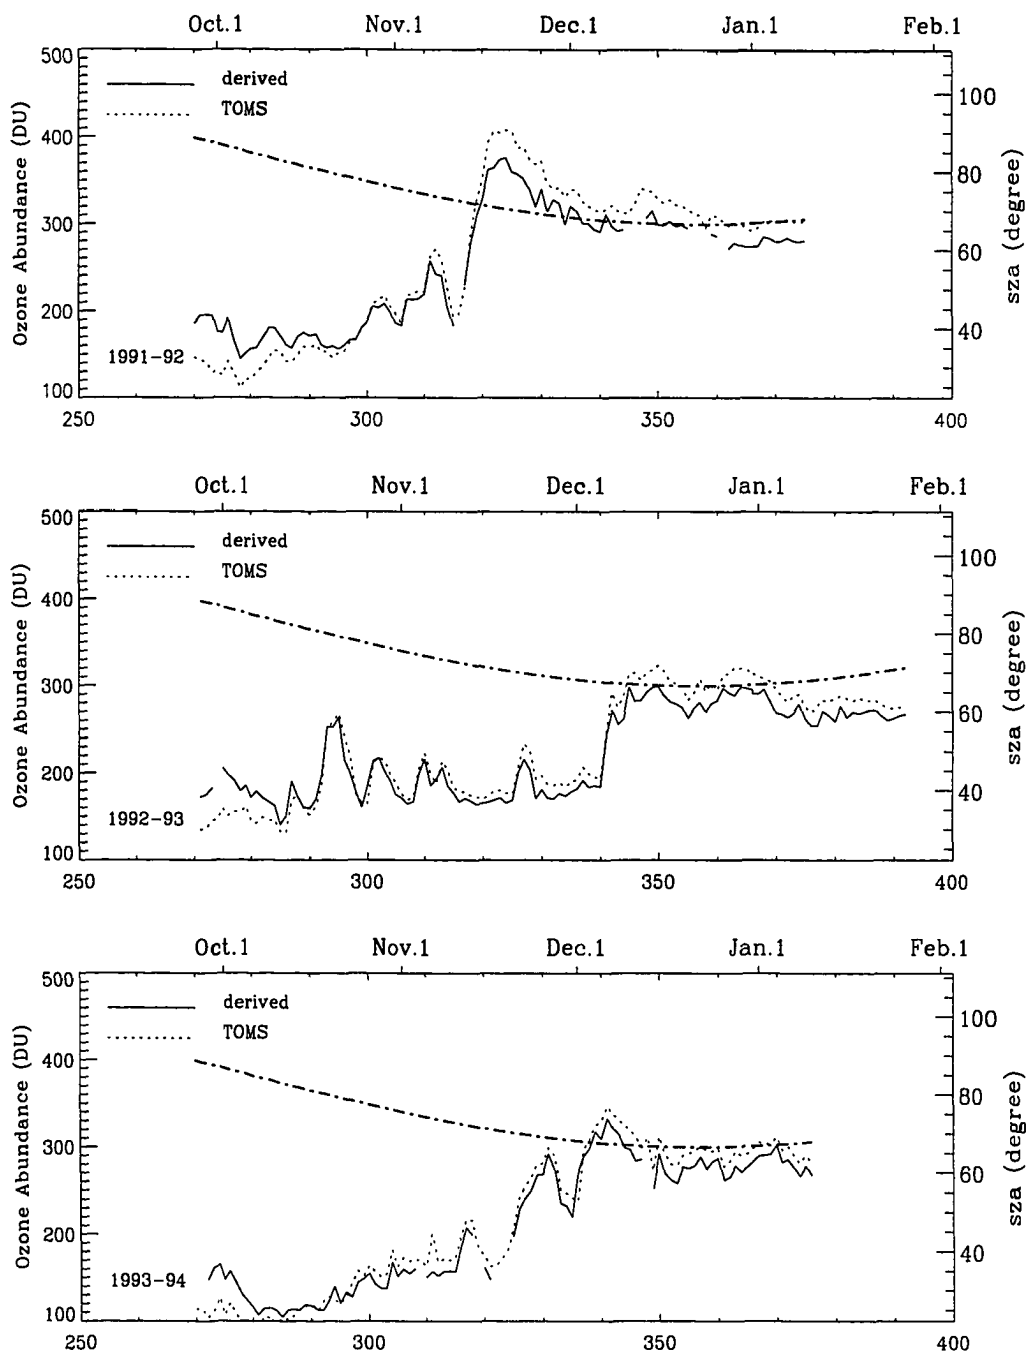 Oct.1 Nov.1 Dec.1 Jan.1 Feb.1
500
400
300
200
100
Ozone Abundance (DU)
derived
TOMS
1991-92
100
80
60
40
sza (degree)
250 300 350 400
Oct.1 Nov.1 Dec.1 Jan.1 Feb.1
500
400
300
200
100
Ozone Abundance (DU)
derived
TOMS
1992-93
100
80
60
40
sza (degree)
250 300 350 400
Oct.1 Nov.1 Dec.1 Jan.1 Feb.1
500
400
300
200
100
Ozone Abundance (DU)
derived
TOMS
1993-94
100
80
60
40
sza (degree)
250 300 350 400